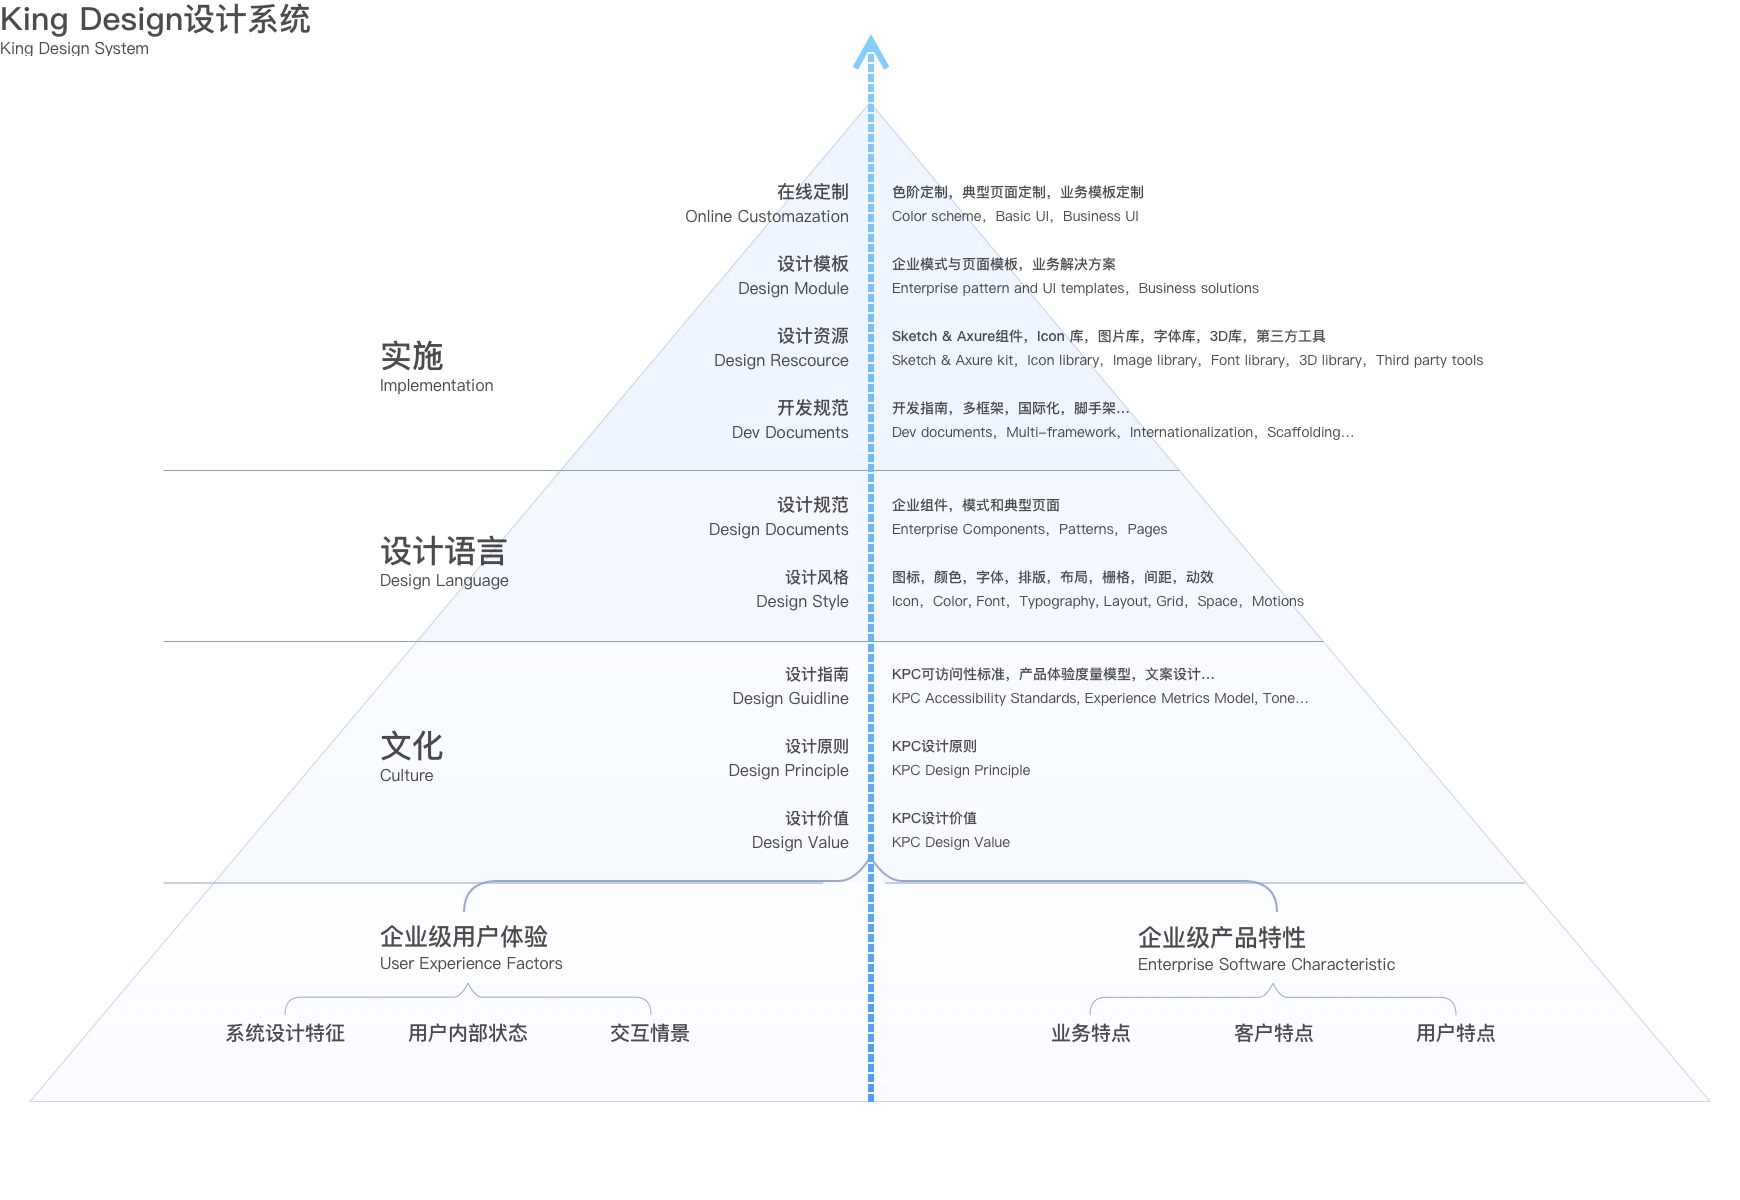 King Design设计系统
King Design System
在线定制
Online Customazation
色阶定制，典型页面定制，业务模板定制
Color scheme，Basic UI，Business UI
设计模板
Design Module
企业模式与页面模板，业务解决方案
Enterprise pattern and UI templates，Business solutions
实施
Implementation
设计资源
Design Rescource
Sketch & Axure组件，Icon 库，图片库，字体库，3D库，第三方工具
Sketch & Axure kit，Icon library，Image library，Font library，3D library，Third party tools
开发规范
Dev Documents
开发指南，多框架，国际化，脚手架...
Dev documents，Multi-framework，Internationalization，Scaffolding...
设计语言
Design Language
设计规范
Design Documents
企业组件，模式和典型页面
Enterprise Components，Patterns，Pages
设计风格
Design Style
图标，颜色，字体，排版，布局，栅格，间距，动效
Icon，Color, Font，Typography, Layout, Grid，Space，Motions
文化
Culture
设计指南
Design Guidline
KPC可访问性标准，产品体验度量模型，文案设计...
KPC Accessibility Standards, Experience Metrics Model, Tone...
设计原则
Design Principle
KPC设计原则
KPC Design Principle
设计价值
Design Value
KPC设计价值
KPC Design Value
企业级用户体验
User Experience Factors
系统设计特征
用户内部状态
交互情景
企业级产品特性
Enterprise Software Characteristic
业务特点
客户特点
用户特点